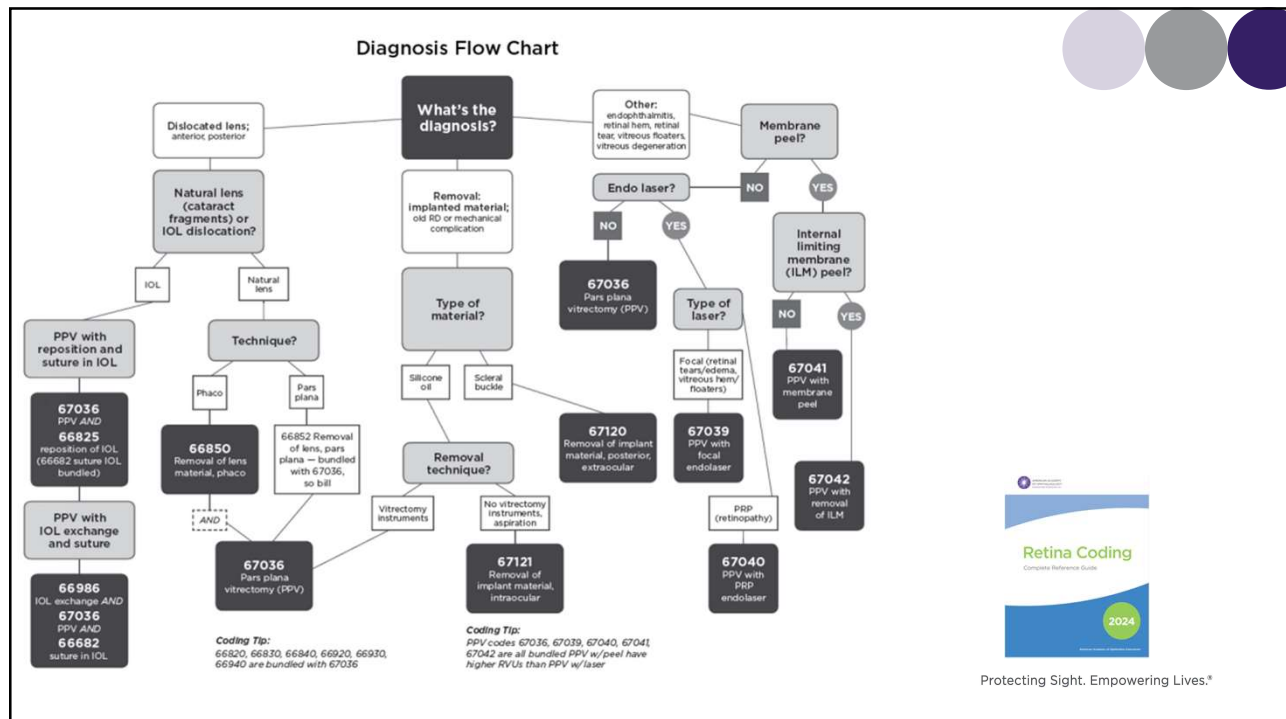 Diagnosis Flow Chart
What's the
diagnosis?
Dislocated lens;
anterior, posterior
Natural lens
(cataract
fragments) or
IOL dislocation?
IOL
Natural
lens
PPV with
reposition and
suture in IOL
67036
PPV AND
66825
reposition of IOL
(66682 suture IOL
bundled)
PPV with
IOL exchange
and suture
66986
IOL exchange AND
67036
PPV AND
66682
suture in IOL
Technique?
Phaco
Pars
plana
66850
Removal of lens
material, phaco
66852 Removal
of lens, pars
plana — bundled
with 67036,
so bill
AND
67036
Pars plana
vitrectomy (PPV)
Coding Tip:
66820, 66830, 66840, 66920, 66930,
66940 are bundled with 67036
Removal:
implanted material;
old RD or mechanical
complication
Type of
material?
Silicone
oil
Scleral
buckle
67120
Removal of implant
material, posterior,
extraocular
Removal
technique?
Vitrectomy
instruments
No vitrectomy
instruments,
aspiration
67121
Removal of
implant material,
intraocular
Coding Tip:
PPV codes 67036, 67039, 67040, 67041,
67042 are all bundled PPV w/peel have
higher RVUs than PPV w/laser
Other:
endophthalmitis,
retinal hem, retinal
tear, vitreous floaters,
vitreous degeneration
Membrane
peel?
NO
YES
Endo laser?
NO
YES
67036
Pars plana
vitrectomy (PPV)
Type of
laser?
Focal (retinal
tears/edema,
vitreous hem/
floaters)
67039
PPV with
focal
endolaser
PRP
(retinopathy)
67040
PPV with
PRP
endolaser
Internal
limiting
membrane
(ILM) peel?
NO
YES
67041
PPV with
membrane
peel
67042
PPV with
removal
of ILM
AMERICAN ACADEMY
OF OPHTHALMOLOGY
Retina Coding
Complete Reference Guide
2024
Protecting Sight. Empowering Lives.®